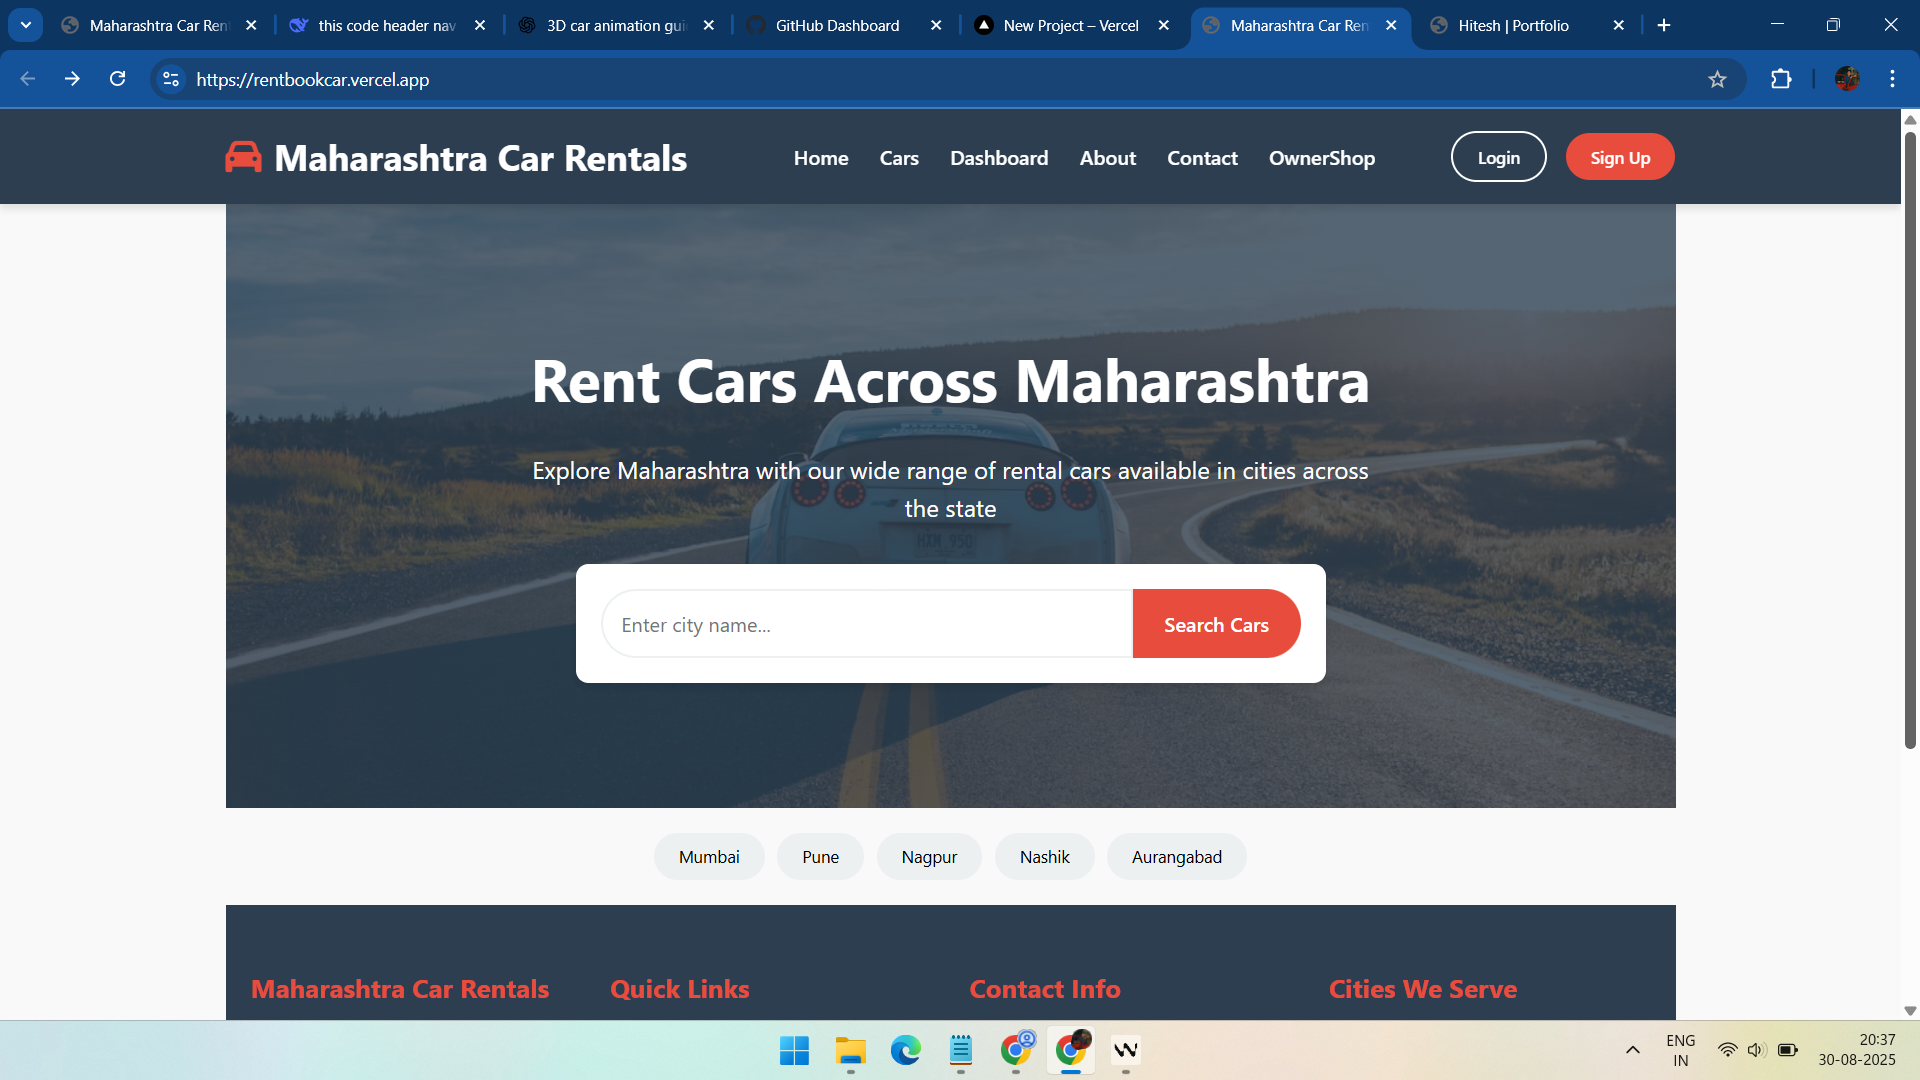 Maharashtra Car Ren
this code header nav
3D car animation gui
GitHub Dashboard
New Project – Vercel
Maharashtra Car Ren
Hitesh | Portfolio
https://rentbookcar.vercel.app
Maharashtra Car Rentals
Home
Cars
Dashboard
About
Contact
OwnerShop
Login
Sign Up
Rent Cars Across Maharashtra
Explore Maharashtra with our wide range of rental cars available in cities across
the state
HXM 950
Enter city name...
Search Cars
Mumbai
Pune
Nagpur
Nashik
Aurangabad
Maharashtra Car Rentals
Quick Links
Contact Info
Cities We Serve
ENG
IN
20:37
30-08-2025